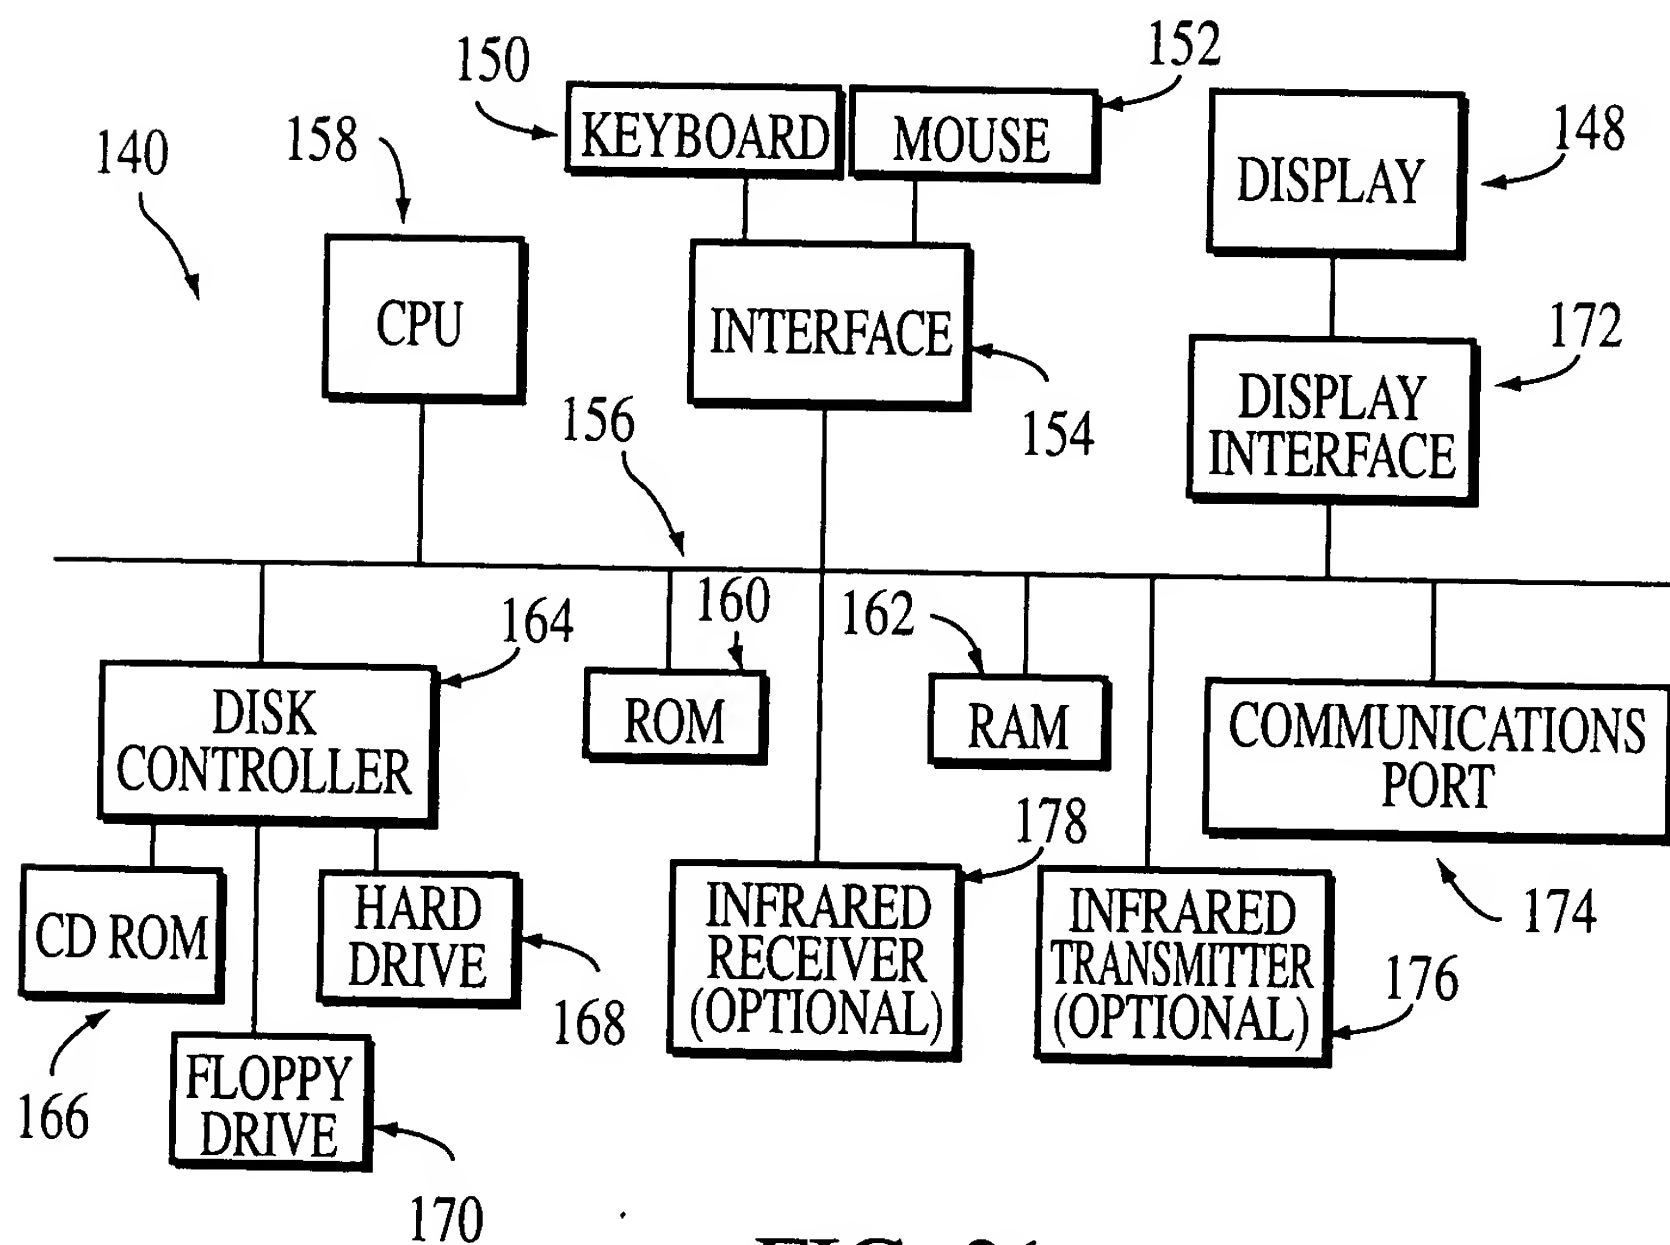 150
152
KEYBOARD
MOUSE
158
140
148
DISPLAY
CPU
INTERFACE
172
DISPLAY
INTERFACE
156
154
160
162
164
DISK
CONTROLLER
ROM
RAM
COMMUNICATIONS
PORT
178
CD ROM
HARD
DRIVE
INFRARED
RECEIVER
(OPTIONAL)
INFRARED
TRANSMITTER
(OPTIONAL)
174
176
168
166
FLOPPY
DRIVE
170